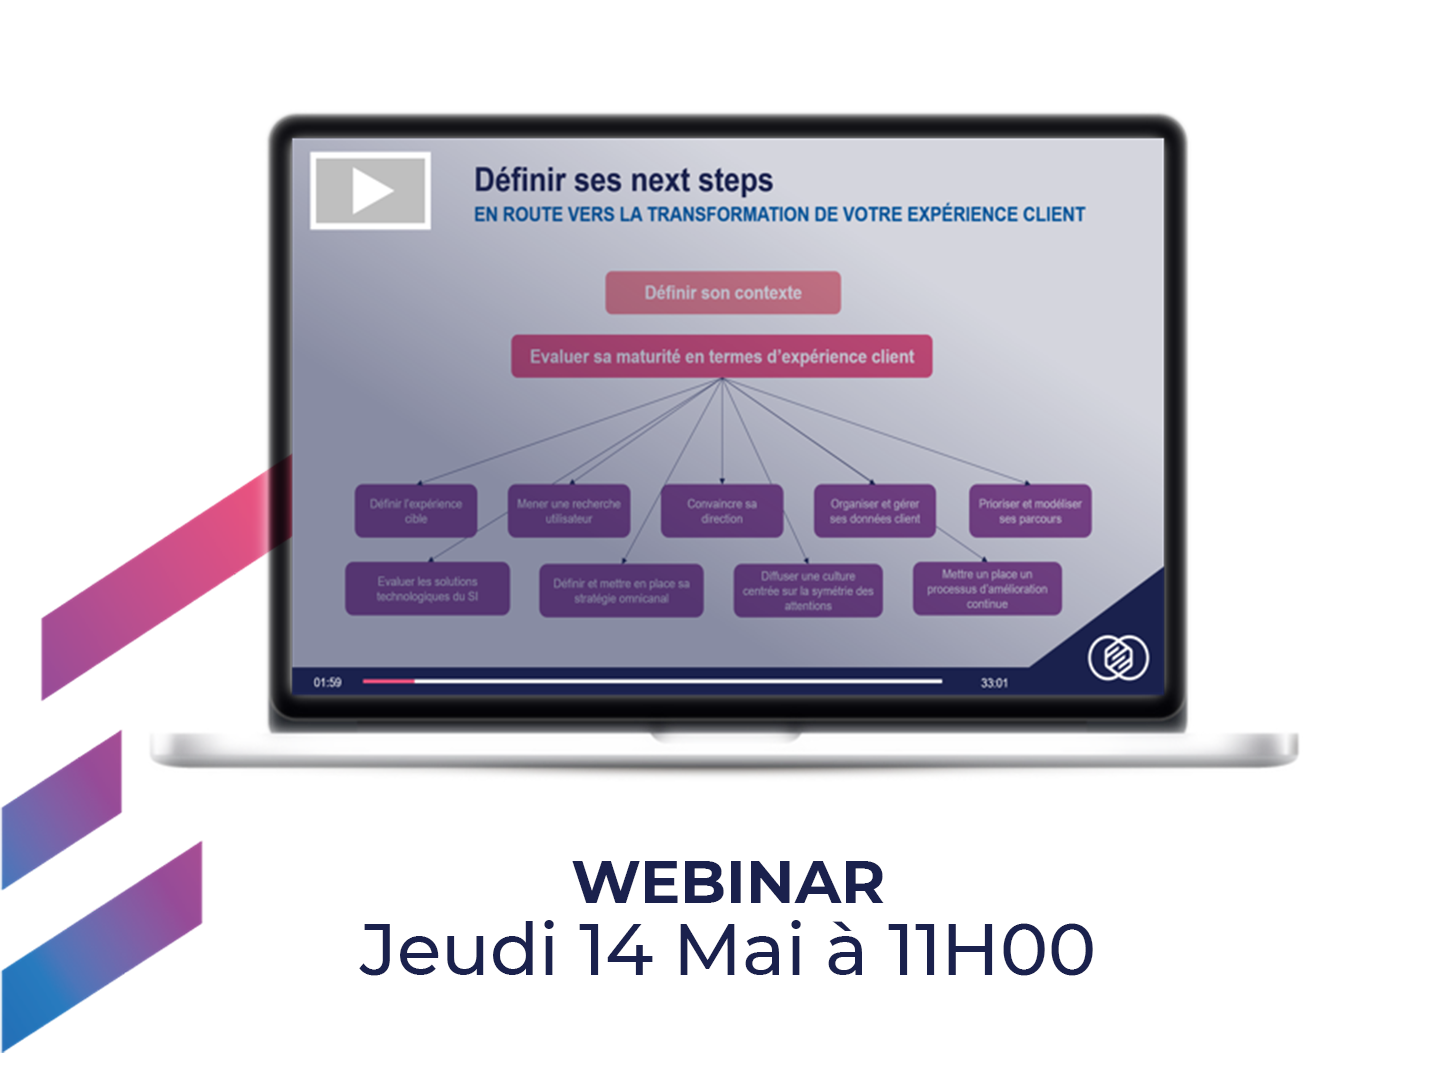 Définir ses next steps
EN ROUTE VERS LA TRANSFORMATION DE VOTRE EXPÉRIENCE CLIENT
Définir son contexte
Evaluer sa maturité en termes d'expérience client
Définir l'expérience
cible
Mener une recherche
utilisateur
Convaincre sa
direction
Organiser et gérer
ses données client
Prioriser et modéliser
ses parcours
Evaluer les solutions
technologiques du SI
Définir et mettre en place sa
stratégie omnicanal
Diffuser une culture
centrée sur la symétrie des
attentions
Mettre un place un
processus d'amélioration
continue
01:59
33:01
WEBINAR
Jeudi 14 Mai à 11H00